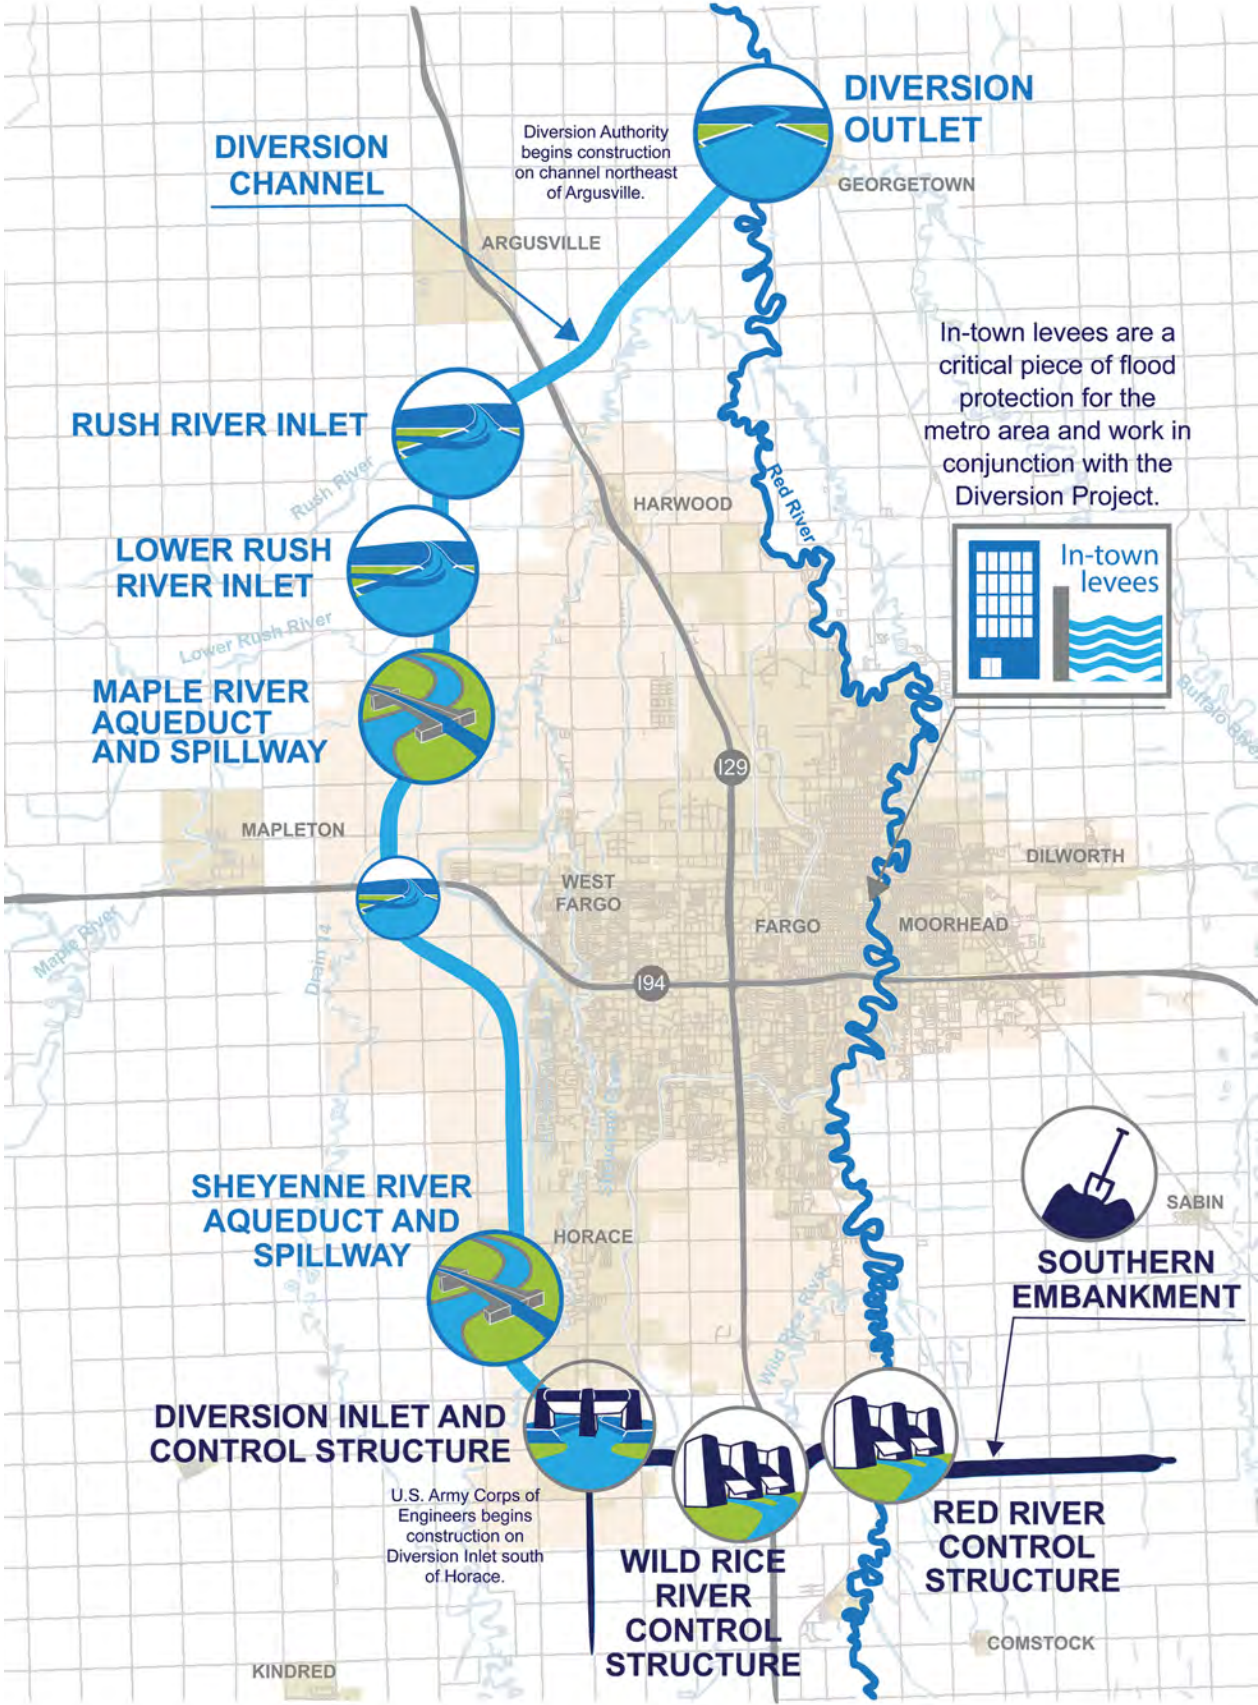 DIVERSION
OUTLET
Diversion Authority
begins construction
on channel northeast
of Argusville.
DIVERSION
CHANNEL
GEORGETOWN
ARGUSVILLE
In-town levees are a
critical piece of flood
protection for the
metro area and work in
conjunction with the
Diversion Project.
RUSH RIVER INLET
Rush River
Red River
HARWOOD
In-town
levees
LOWER RUSH
RIVER INLET
Lower Rush River
MAPLE RIVER
AQUEDUCT
AND SPILLWAY
Buffalo River
I29
MAPLETON
DILWORTH
WEST
FARGO
FARGO
MOORHEAD
Maple River
Drain 14
I94
SHEYENNE RIVER
AQUEDUCT AND
SPILLWAY
HORACE
SABIN
SOUTHERN
EMBANKMENT
Wild Rice River
DIVERSION INLET AND
CONTROL STRUCTURE
U.S. Army Corps of
Engineers begins
construction on
Diversion Inlet south
of Horace.
WILD RICE
RIVER
CONTROL
STRUCTURE
RED RIVER
CONTROL
STRUCTURE
COMSTOCK
KINDRED